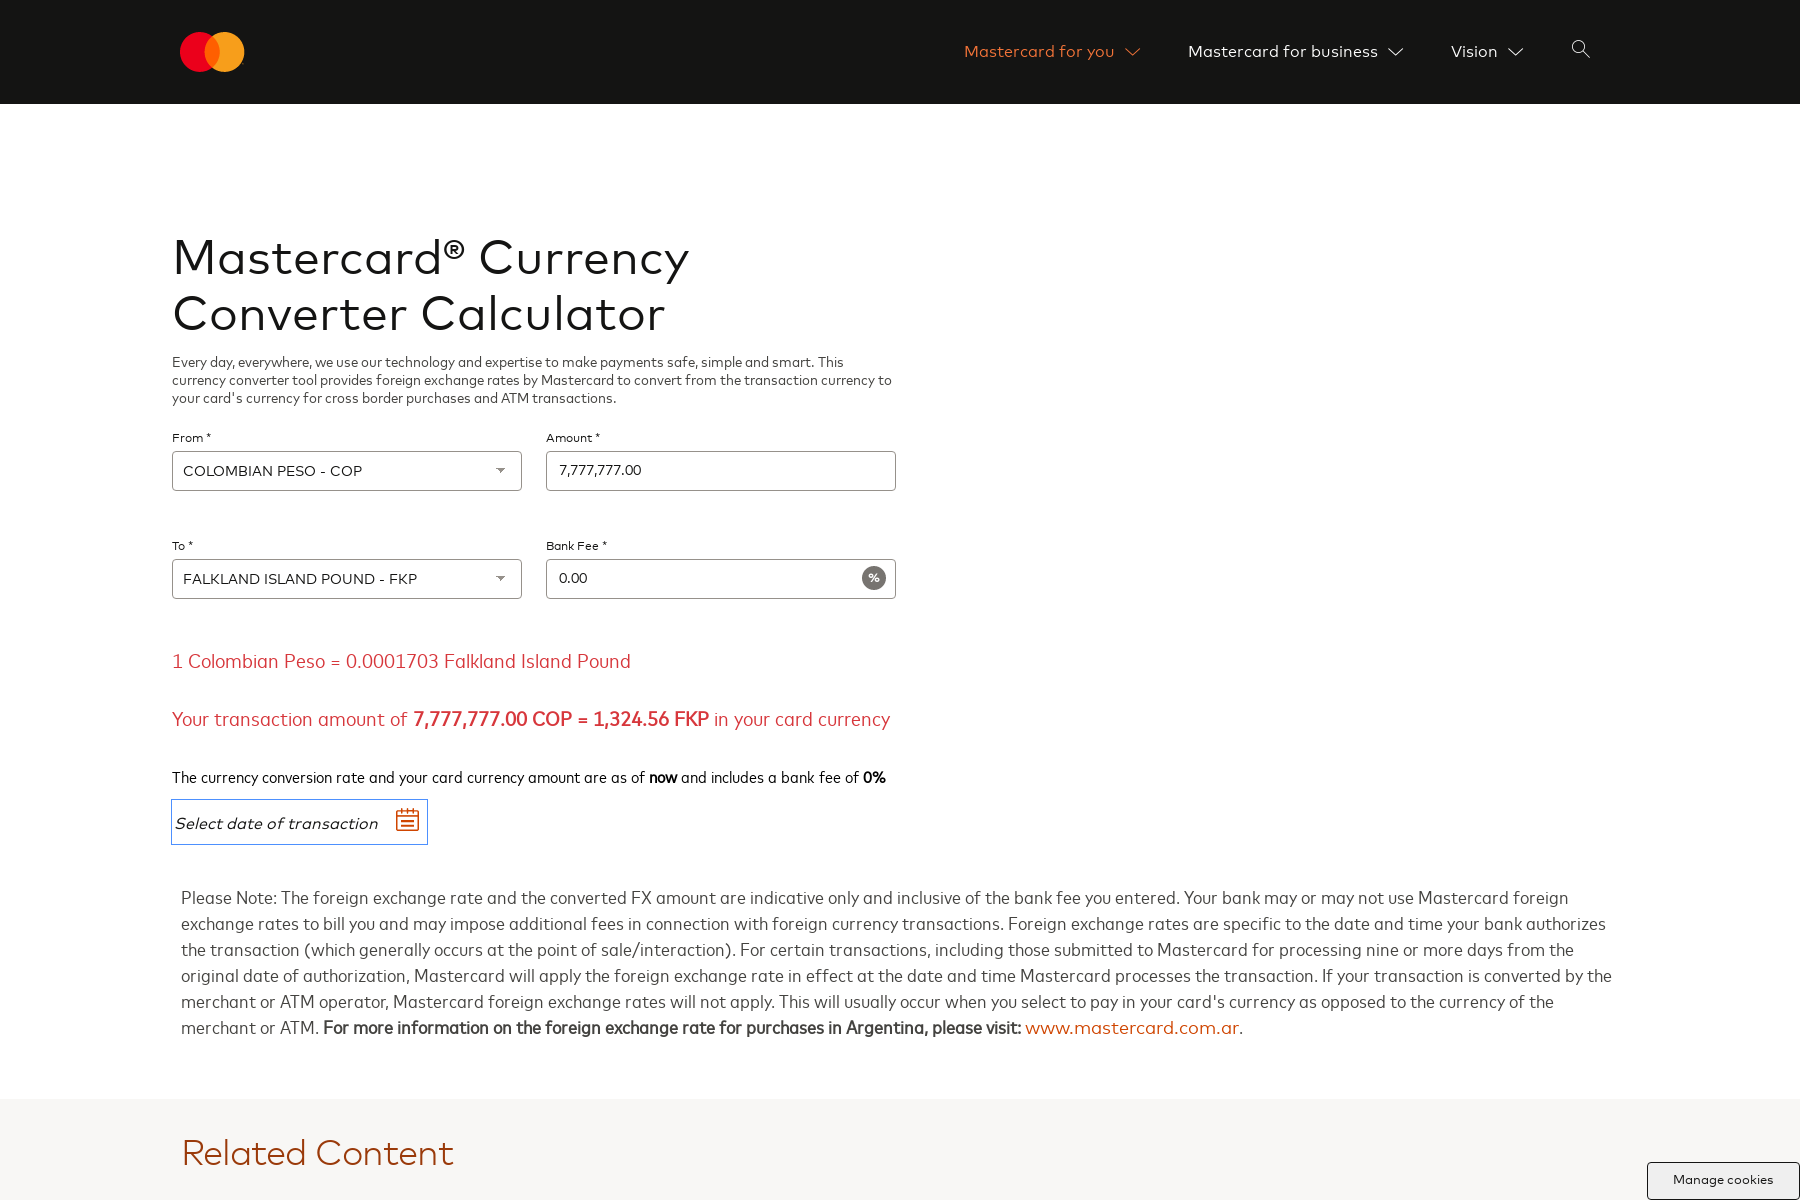 Mastercard for you
Mastercard for business
Vision
Mastercard® Currency
Converter Calculator
Every day, everywhere, we use our technology and expertise to make payments safe, simple and smart. This
currency converter tool provides foreign exchange rates by Mastercard to convert from the transaction currency to
your card's currency for cross border purchases and ATM transactions.
From *
Amount *
COLOMBIAN PESO - COP
7,777,777.00
To *
Bank Fee *
FALKLAND ISLAND POUND - FKP
0.00
%
1 Colombian Peso = 0.0001703 Falkland Island Pound
Your transaction amount of 7,777,777.00 COP = 1,324.56 FKP in your card currency
The currency conversion rate and your card currency amount are as of now and includes a bank fee of 0%
Select date of transaction
Please Note: The foreign exchange rate and the converted FX amount are indicative only and inclusive of the bank fee you entered. Your bank may or may not use Mastercard foreign
exchange rates to bill you and may impose additional fees in connection with foreign currency transactions. Foreign exchange rates are specific to the date and time your bank authorizes
the transaction (which generally occurs at the point of sale/interaction). For certain transactions, including those submitted to Mastercard for processing nine or more days from the
original date of authorization, Mastercard will apply the foreign exchange rate in effect at the date and time Mastercard processes the transaction. If your transaction is converted by the
merchant or ATM operator, Mastercard foreign exchange rates will not apply. This will usually occur when you select to pay in your card's currency as opposed to the currency of the
merchant or ATM. For more information on the foreign exchange rate for purchases in Argentina, please visit: www.mastercard.com.ar.
Related Content
Manage cookies